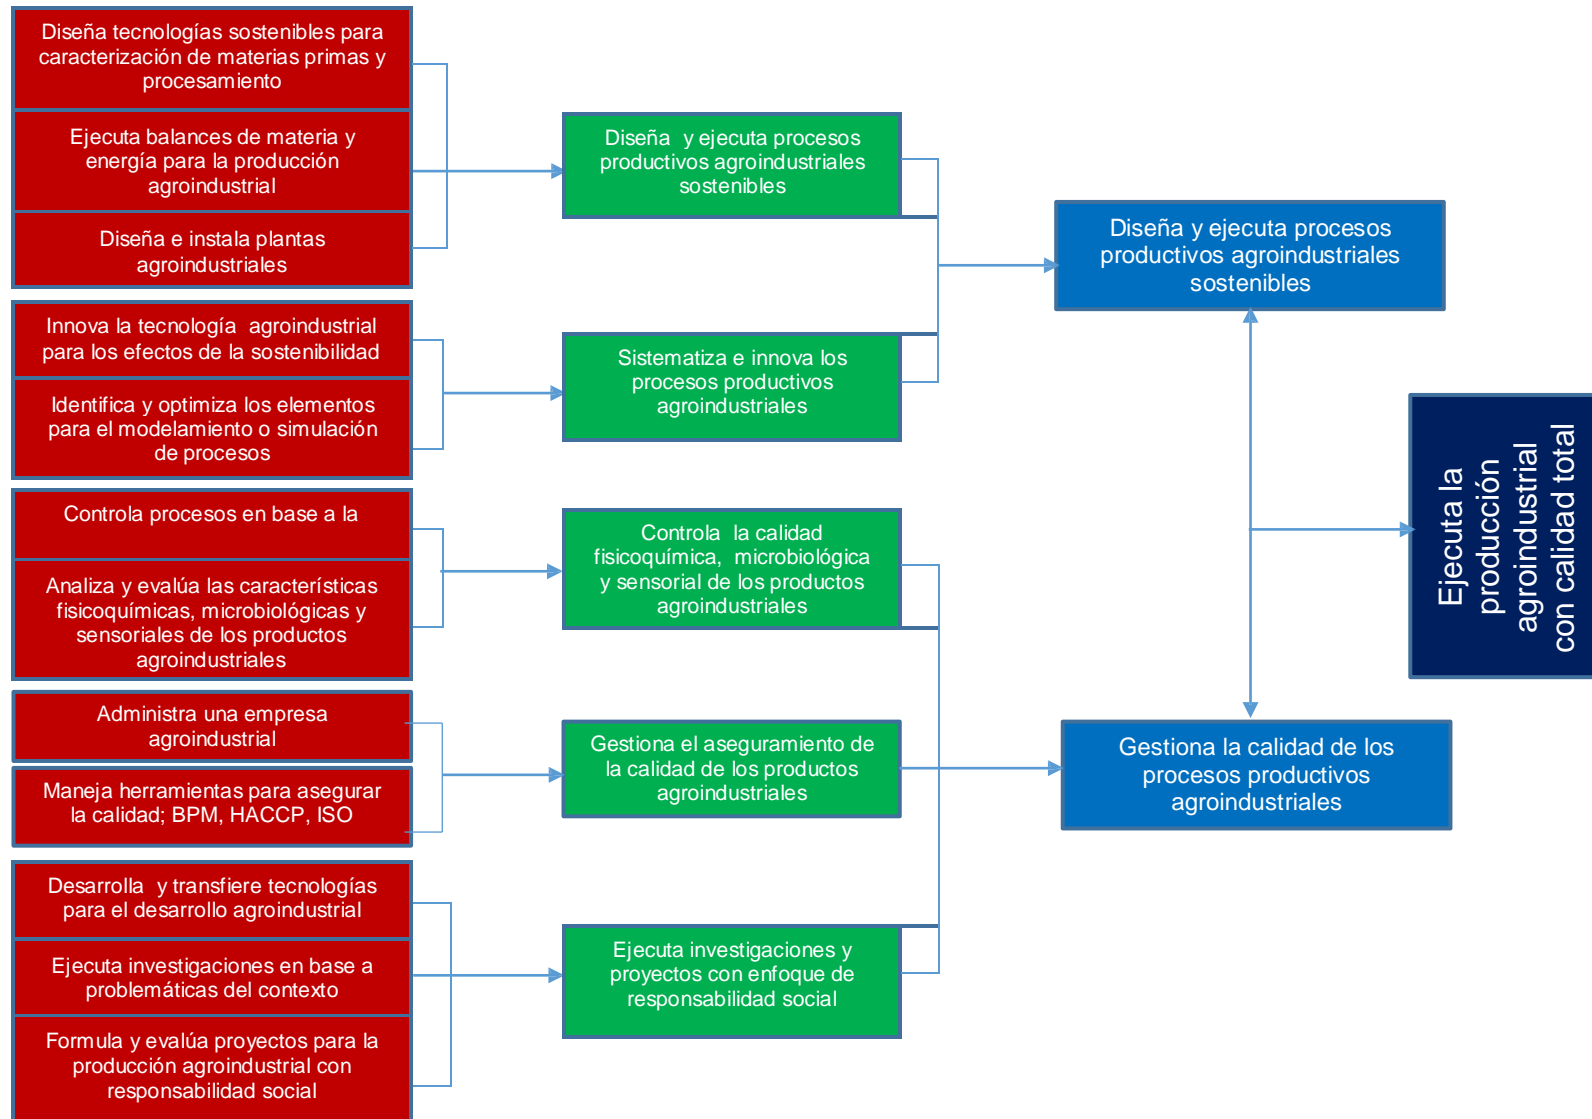 Diseña tecnologías sostenibles para
caracterización de materias primas y
procesamiento
Ejecuta balances de materia y
energía para la producción
agroindustrial
Diseña e instala plantas
agroindustriales
Innova la tecnología agroindustrial
para los efectos de la sostenibilidad
Identifica y optimiza los elementos
para el modelamiento o simulación
de procesos
Controla procesos en base a la
Analiza y evalúa las características
fisicoquímicas, microbiológicas y
sensoriales de los productos
agroindustriales
Administra una empresa
agroindustrial
Maneja herramientas para asegurar
la calidad; BPM, HACCP, ISO
Desarrolla y transfiere tecnologías
para el desarrollo agroindustrial
Ejecuta investigaciones en base a
problemáticas del contexto
Formula y evalúa proyectos para la
producción agroindustrial con
responsabilidad social
Diseña y ejecuta procesos
productivos agroindustriales
sostenibles
Sistematiza e innova los
procesos productivos
agroindustriales
Controla la calidad
fisicoquímica, microbiológica
y sensorial de los productos
agroindustriales
Gestiona el aseguramiento de
la calidad de los productos
agroindustriales
Ejecuta investigaciones y
proyectos con enfoque de
responsabilidad social
Diseña y ejecuta procesos
productivos agroindustriales
sostenibles
Gestiona la calidad de los
procesos productivos
agroindustriales
Ejecuta la
producción
agroindustrial
con calidad total